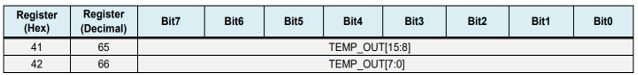 Register (Hex) Register (Decimal) Bit7 Bit6 Bit5 Bit4 Bit3 Bit2 Bit1 Bit0
41 65 TEMP_OUT[15:8]
42 66 TEMP_OUT[7:0]